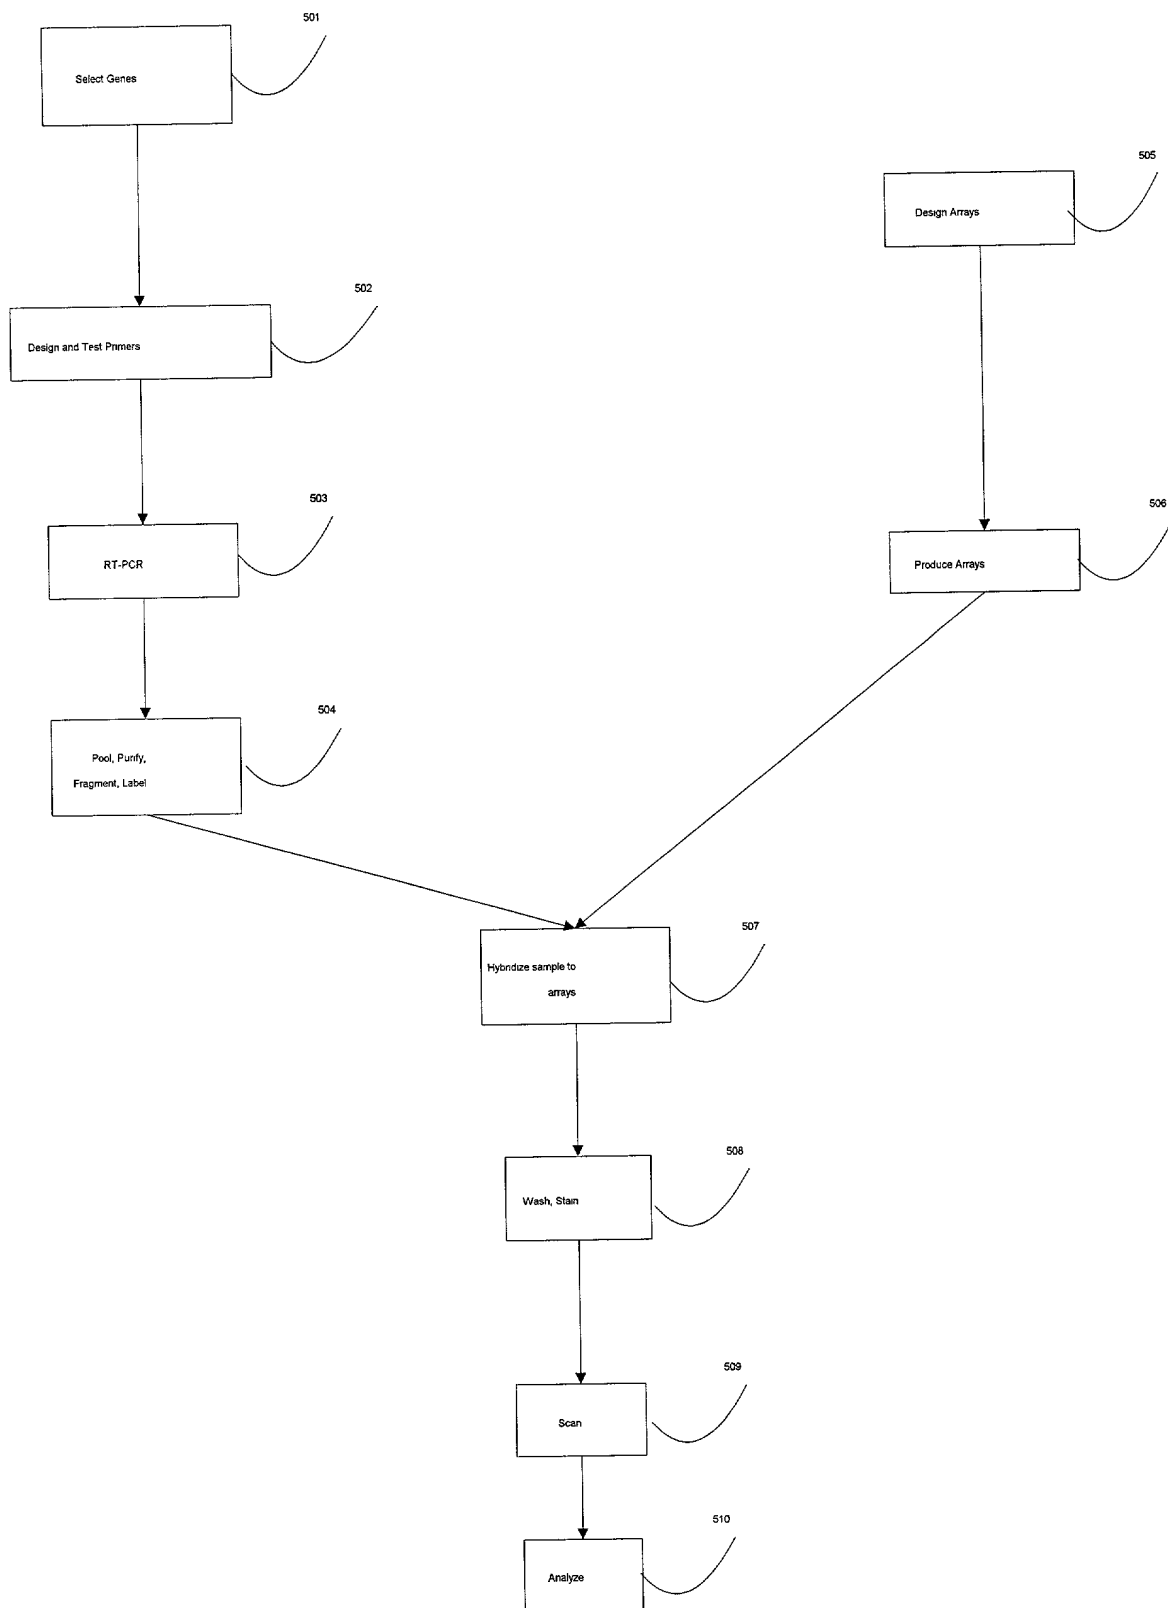 501
Select Genes
505
Design Arrays
502
Design and Test Primers
503
RT-PCR
506
Produce Arrays
504
Pool, Purify,
Fragment, Label
507
Hybridize sample to
arrays
508
Wash, Stain
509
Scan
510
Analyze